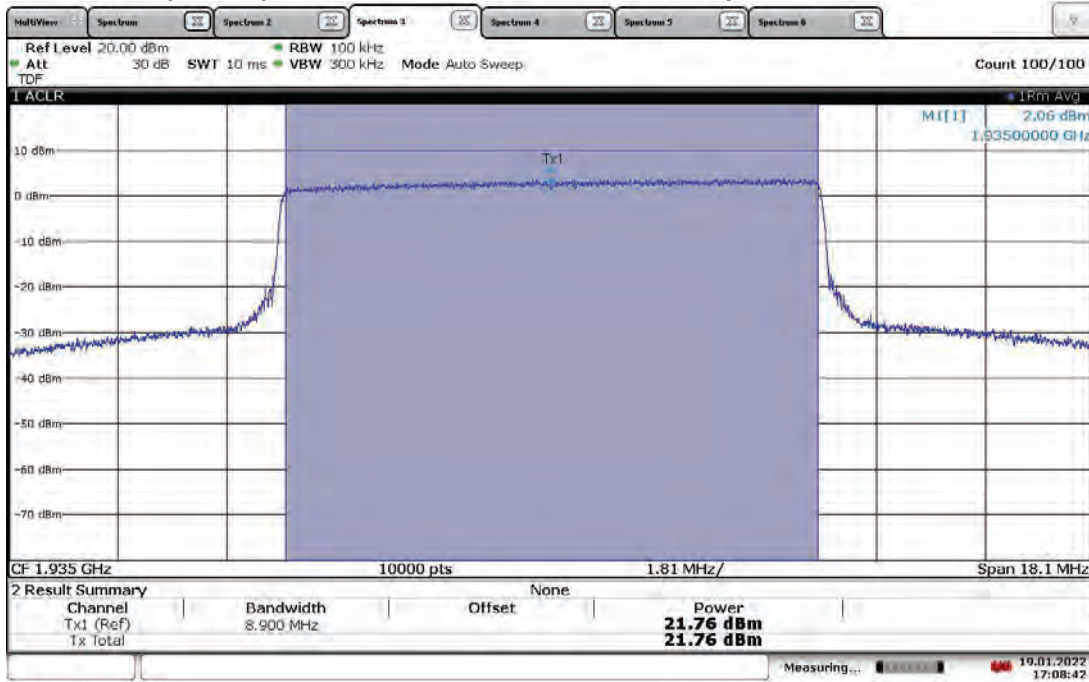 MultiView Spectrum Spectrum 2 Spectrum 3 Spectrum 4 Spectrum 5 Spectrum 6
Ref Level 20.00 dBm RBW 100 kHz
Att 30 dB SWT 10 ms VBW 300 kHz Mode Auto Sweep Count 100/100
TDF
1 ACLR 1Rm Avg
M1[1] 2.06 dBm
1.93500000 GHz
10 dBm
Tx1
0 dBm
-10 dBm
-20 dBm
-30 dBm
-40 dBm
-50 dBm
-60 dBm
-70 dBm
CF 1.935 GHz 10000 pts 1.81 MHz/ Span 18.1 MHz
2 Result Summary None
Channel Bandwidth Offset Power
Tx1 (Ref) 8.900 MHz 21.76 dBm
Tx Total 21.76 dBm
Measuring... 19.01.2022
17:08:42